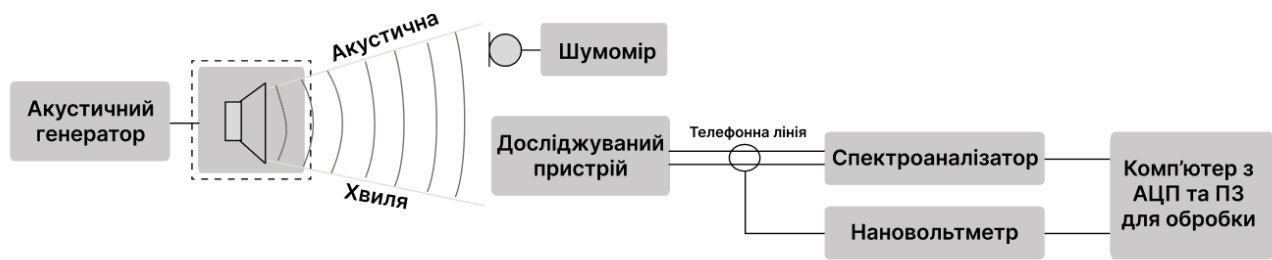 Акустичний
генератор
Акустична
Хвиля
Шумомір
Досліджуваний
пристрій
Телефонна лінія
Спектроаналізатор
Нановольтметр
Комп'ютер з
АЦП та ПЗ
для обробки